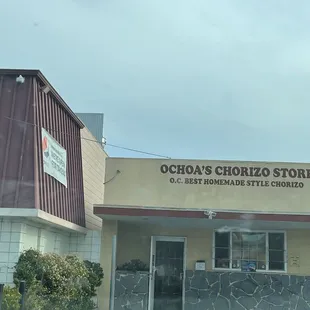 OCHOA'S CHORIZO STORE
O.C. BEST HOMEMADE STYLE CHORIZO